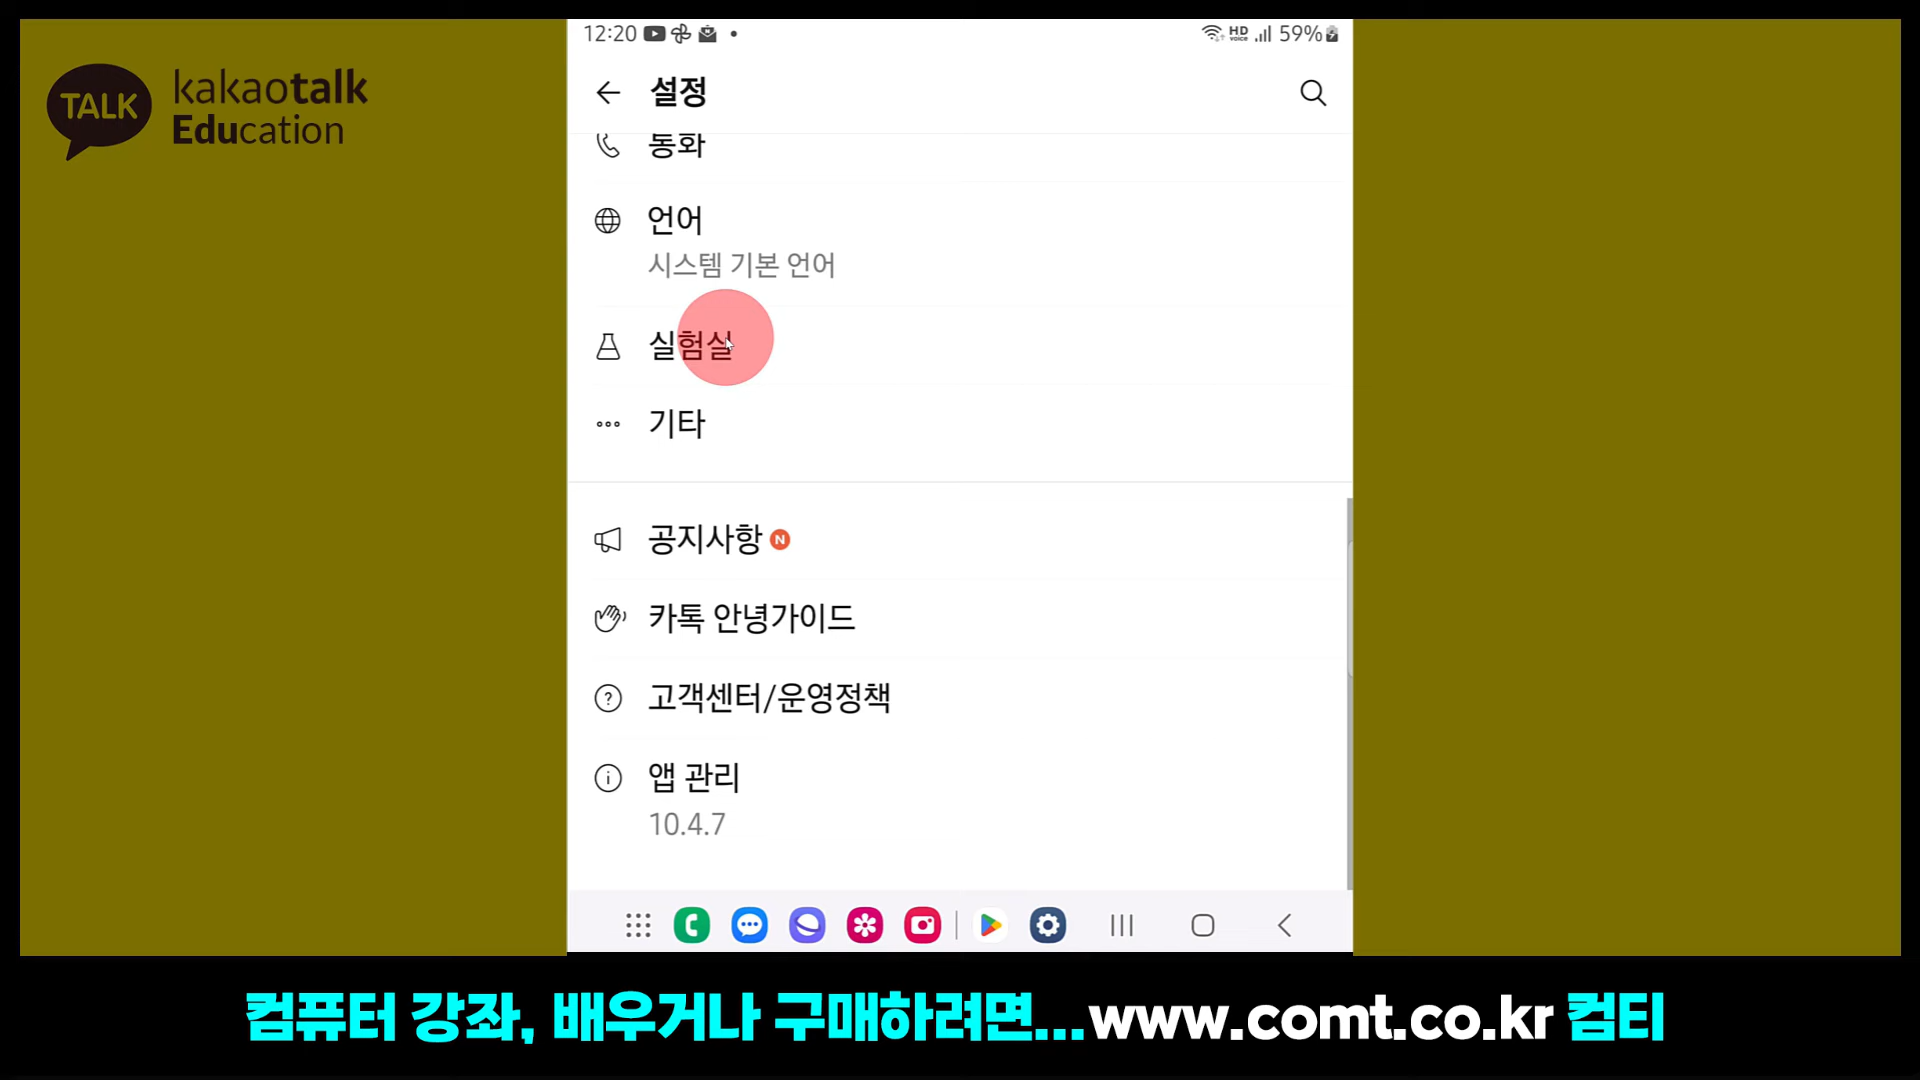 TALK
kakaotalk
Education
12:20
HD voice 59%
설정
통화
언어
시스템 기본 언어
실험실
기타
공지사항 N
카톡 안녕가이드
고객센터/운영정책
앱 관리
10.4.7
컴퓨터 강좌, 배우거나 구매하려면...www.comt.co.kr 컴티